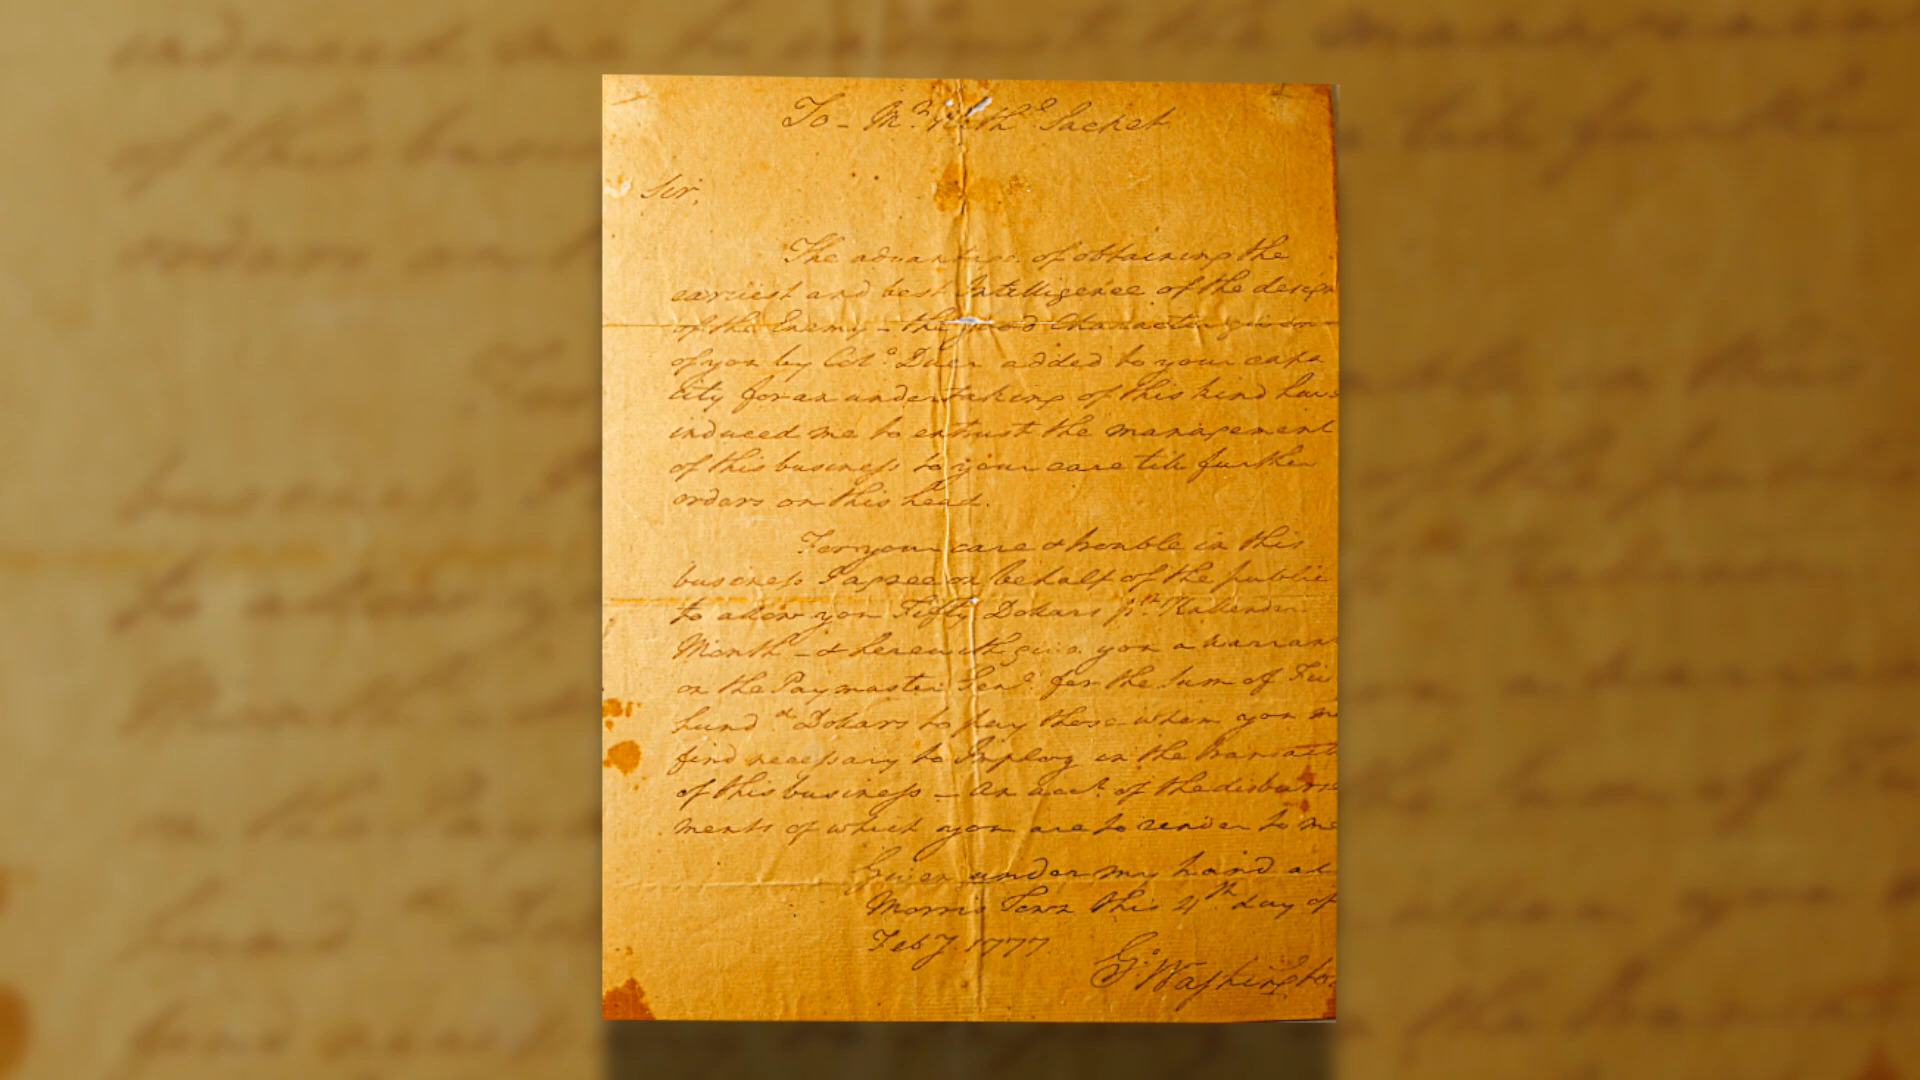 To - Mr. Nathl. Sacket
Sir,
The advantage of obtaining the
earliest and best Intelligence of the design
of the Enemy - the good Character given
of you by Colo. Duer added to your capa
city for an undertaking of this kind have
induced me to entrust the management
of this business to your care till further
orders on this head.
For your care & trouble in this
business I agree on behalf of the public
to allow you Fifty Dollars pr. Kallendar
Month - & herewith give you a warrant
on the Paymaster Genl. for the Sum of Five
hundd. Dollars to pay those whom you may
find necessary to Imploy in the transacti
of this business - An acct. of the disburse
ments of which you are to render to me
Given under my hand at
Morris Town this 4th day of
Feby. 1777
Go. Washington